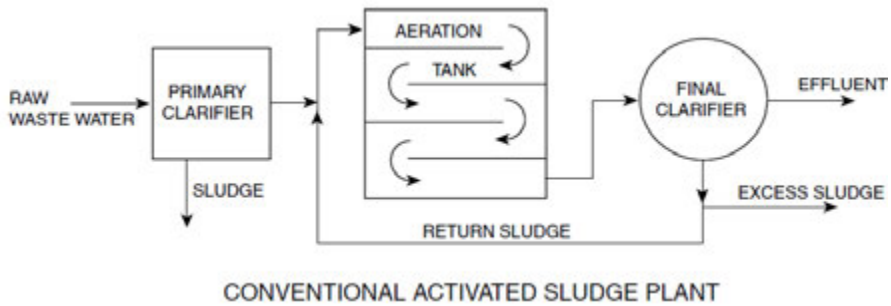 AERATION
TANK
RAW
WASTE WATER
PRIMARY
CLARIFIER
FINAL
CLARIFIER
EFFLUENT
SLUDGE
EXCESS SLUDGE
RETURN SLUDGE
CONVENTIONAL ACTIVATED SLUDGE PLANT